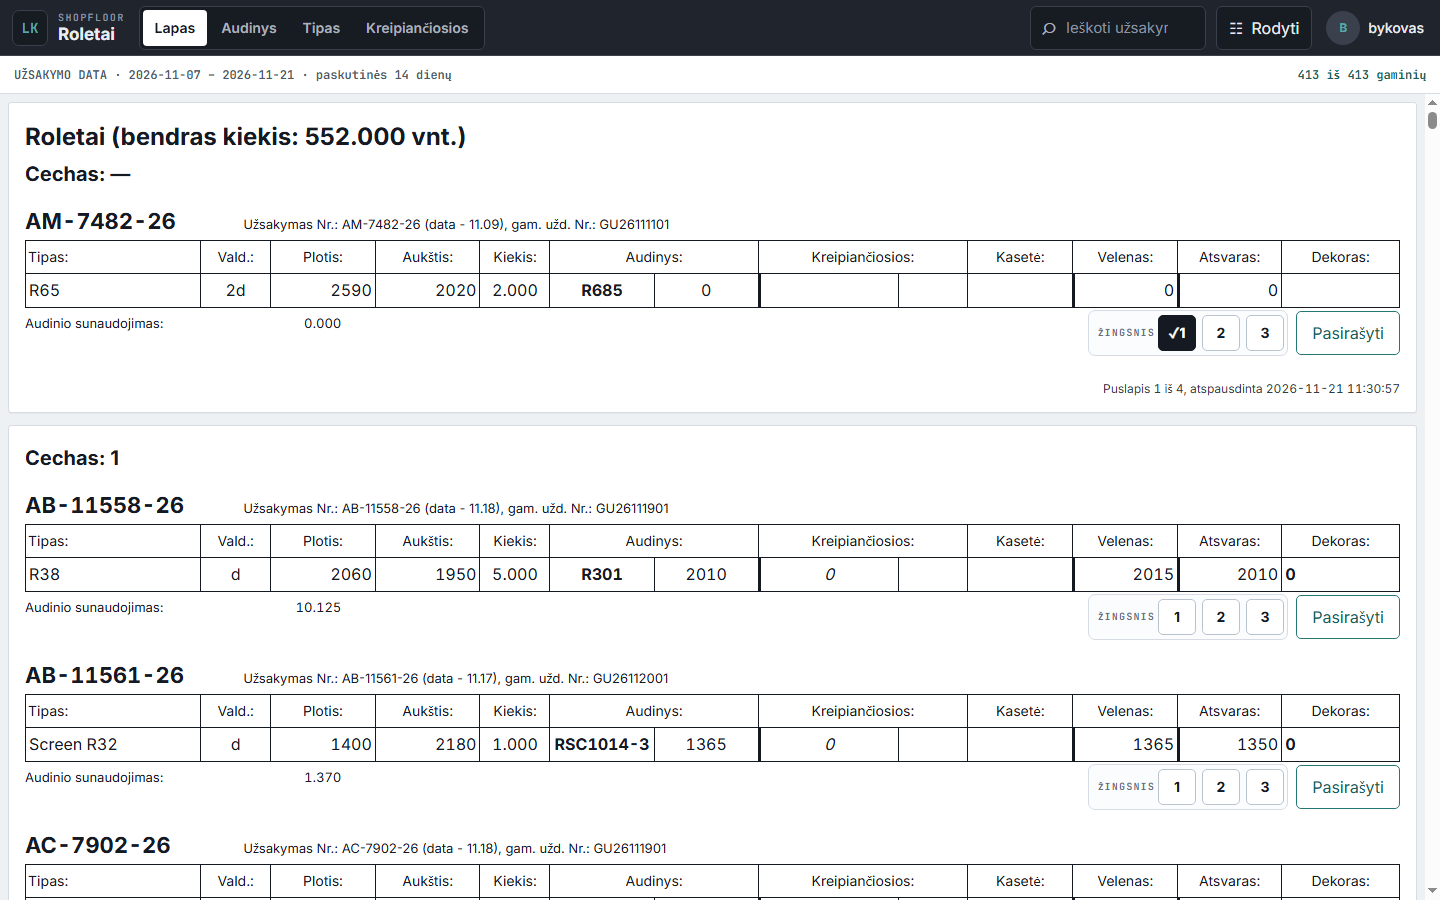 LK SHOPFLOOR Roletai Lapas Audinys Tipas Kreipiančiosios Ieškoti užsakyr Rodyti B bykovas
UŽSAKYMO DATA · 2026-11-07 – 2026-11-21 · paskutinės 14 dienų 413 iš 413 gaminių
Roletai (bendras kiekis: 552.000 vnt.)
Cechas: —
AM-7482-26 Užsakymas Nr.: AM-7482-26 (data - 11.09), gam. užd. Nr.: GU26111101
Tipas: Vald.: Plotis: Aukštis: Kiekis: Audinys: Kreipiančiosios: Kasetė: Velenas: Atsvaras: Dekoras:
R65 2d 2590 2020 2.000 R685 0 0 0
Audinio sunaudojimas: 0.000 ŽINGSNIS ✓1 2 3 Pasirašyti
Puslapis 1 iš 4, atspausdinta 2026-11-21 11:30:57
Cechas: 1
AB-11558-26 Užsakymas Nr.: AB-11558-26 (data - 11.18), gam. užd. Nr.: GU26111901
Tipas: Vald.: Plotis: Aukštis: Kiekis: Audinys: Kreipiančiosios: Kasetė: Velenas: Atsvaras: Dekoras:
R38 d 2060 1950 5.000 R301 2010 0 2015 2010 0
Audinio sunaudojimas: 10.125 ŽINGSNIS 1 2 3 Pasirašyti
AB-11561-26 Užsakymas Nr.: AB-11561-26 (data - 11.17), gam. užd. Nr.: GU26112001
Tipas: Vald.: Plotis: Aukštis: Kiekis: Audinys: Kreipiančiosios: Kasetė: Velenas: Atsvaras: Dekoras:
Screen R32 d 1400 2180 1.000 RSC1014-3 1365 0 1365 1350 0
Audinio sunaudojimas: 1.370 ŽINGSNIS 1 2 3 Pasirašyti
AC-7902-26 Užsakymas Nr.: AC-7902-26 (data - 11.18), gam. užd. Nr.: GU26111901
Tipas: Vald.: Plotis: Aukštis: Kiekis: Audinys: Kreipiančiosios: Kasetė: Velenas: Atsvaras: Dekoras: